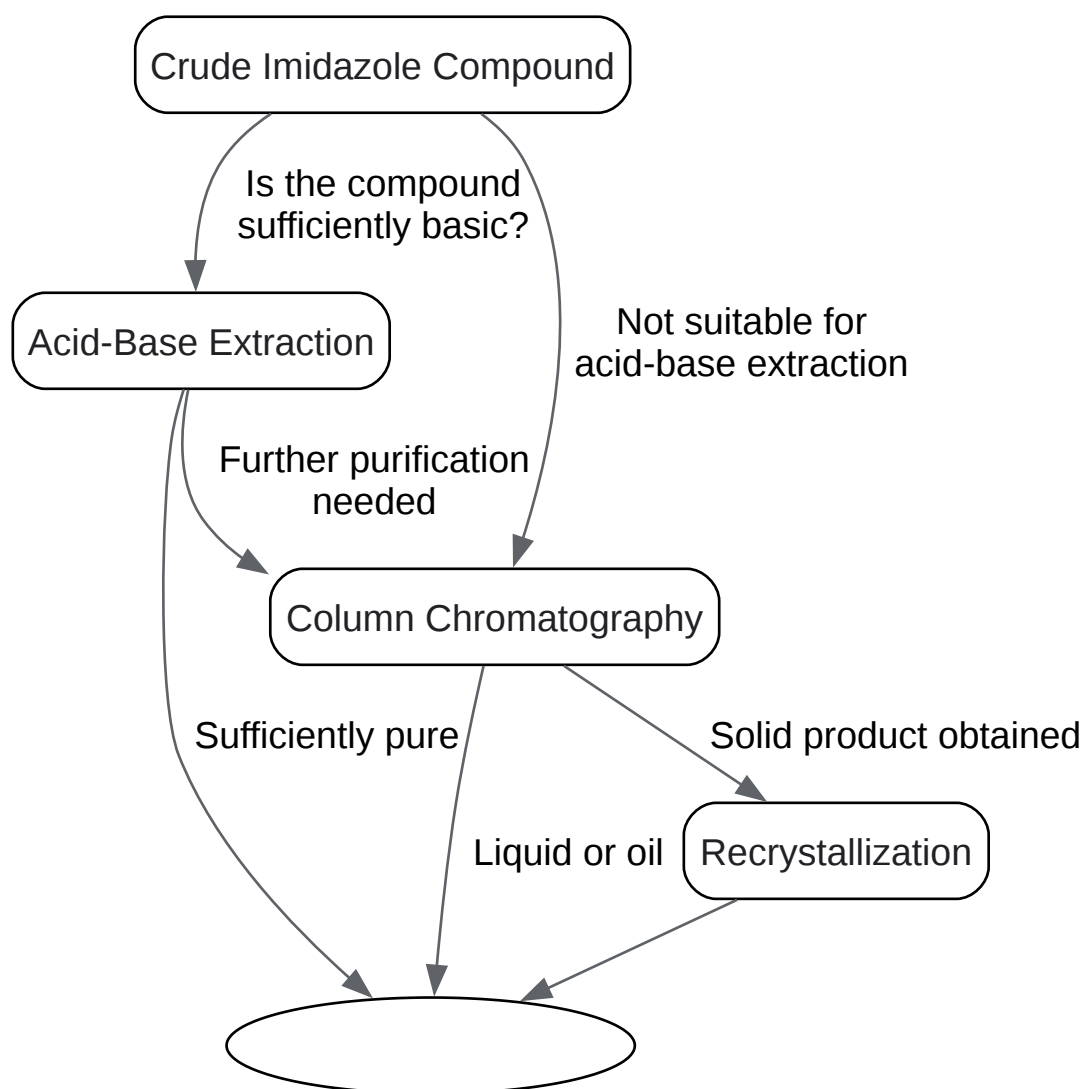 Crude Imidazole Compound
Is the compound
sufficiently basic?
Acid-Base Extraction
Not suitable for
acid-base extraction
Further purification
needed
Column Chromatography
Sufficiently pure
Solid product obtained
Liquid or oil
Recrystallization